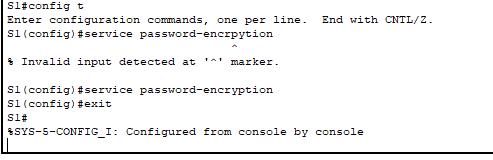 S1#config t
Enter configuration commands, one per line.  End with CNTL/Z.
S1(config)#service password-encrpytion
^
% Invalid input detected at '^' marker.
S1(config)#service password-encryption
S1(config)#exit
S1#
%SYS-5-CONFIG_I: Configured from console by console